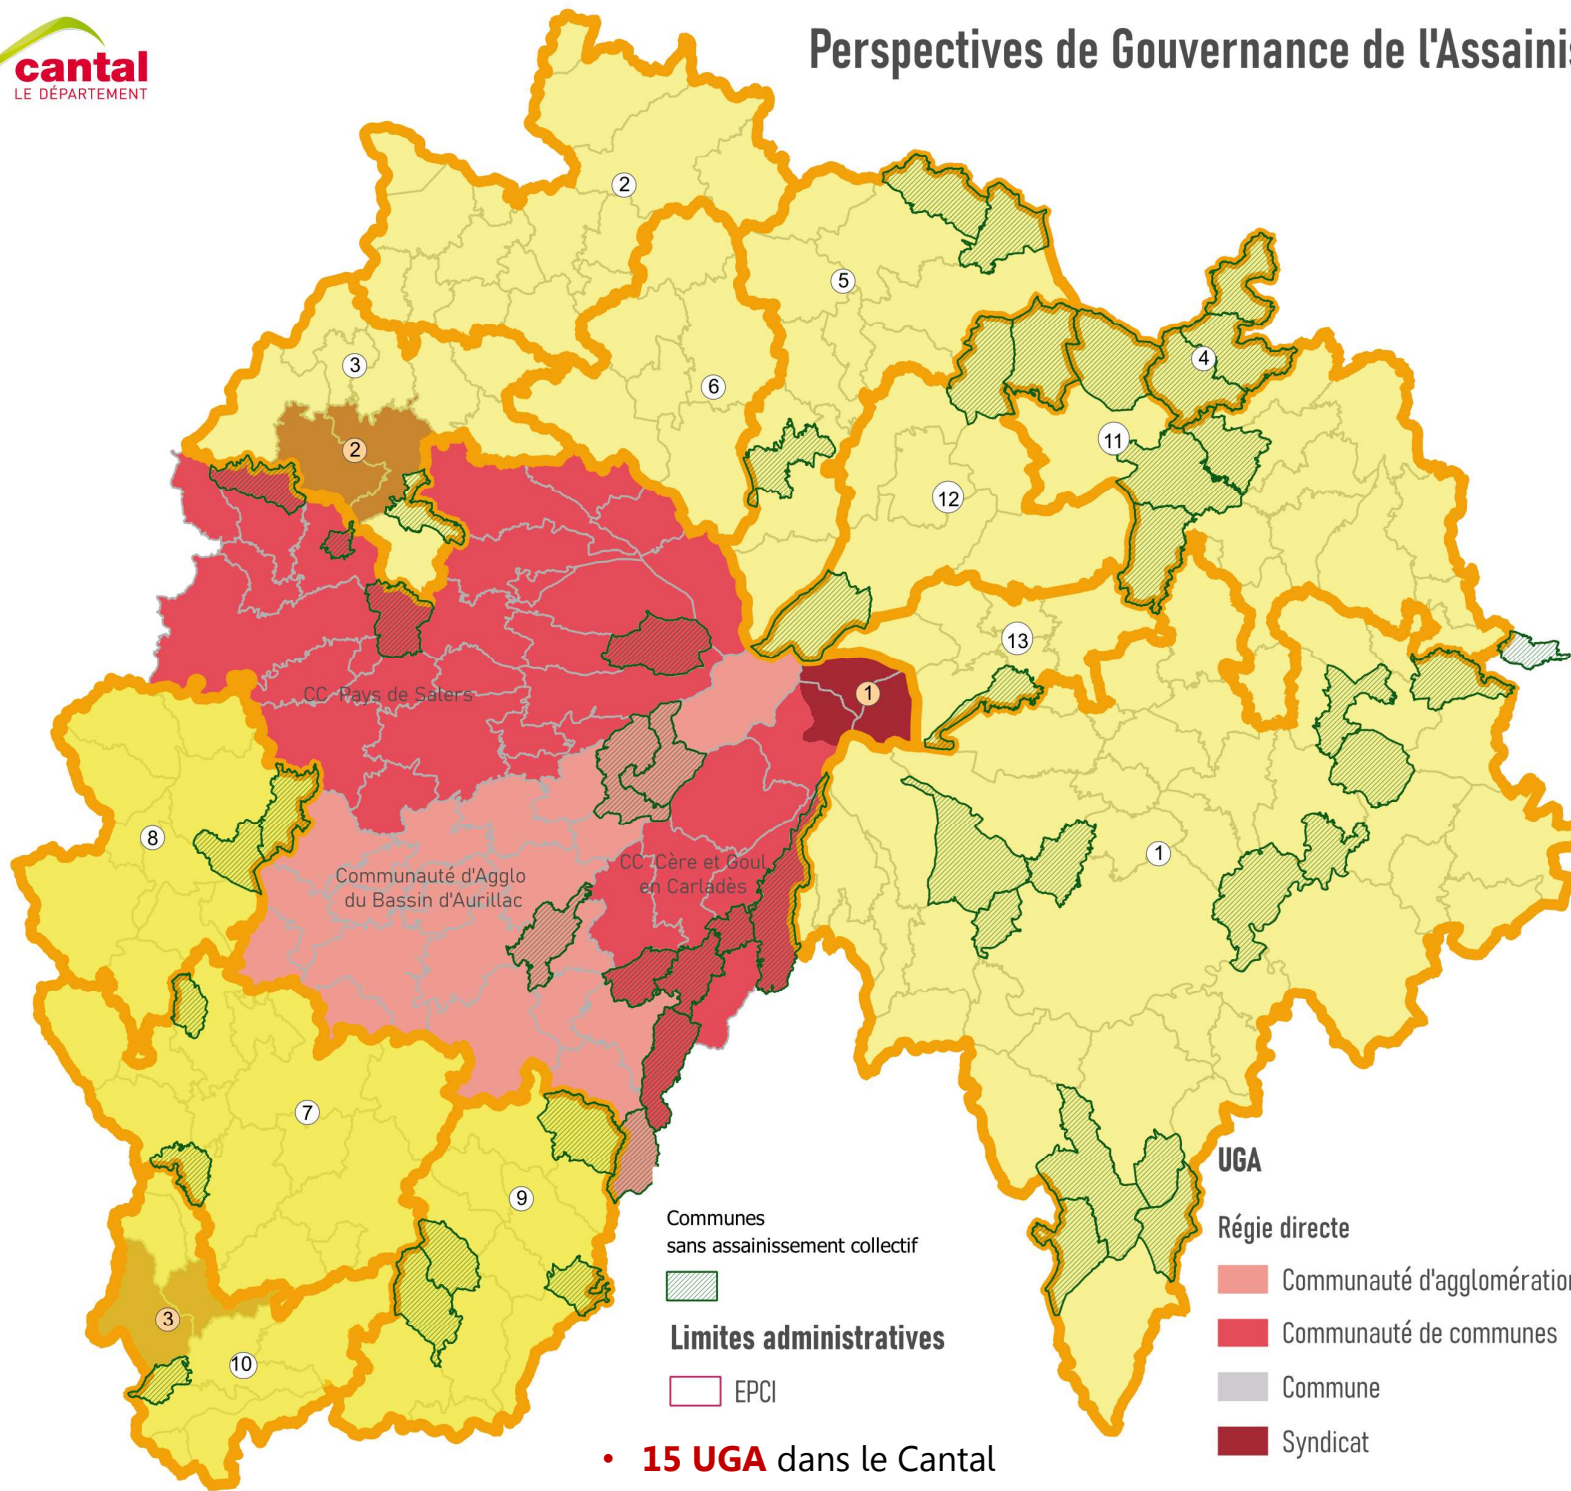 cantal
LE DÉPARTEMENT
Perspectives de Gouvernance de l'Assainis
2
5
3
4
6
2
11
12
13
1
CC Pays de Salers
8
1
CC Cère et Goul
en Carladès
Communauté d'Agglo
du Bassin d'Aurillac
7
9
3
10
Communes
sans assainissement collectif
Limites administratives
EPCI
UGA
Régie directe
Communauté d'agglomération
Communauté de communes
Commune
Syndicat
• 15 UGA dans le Cantal